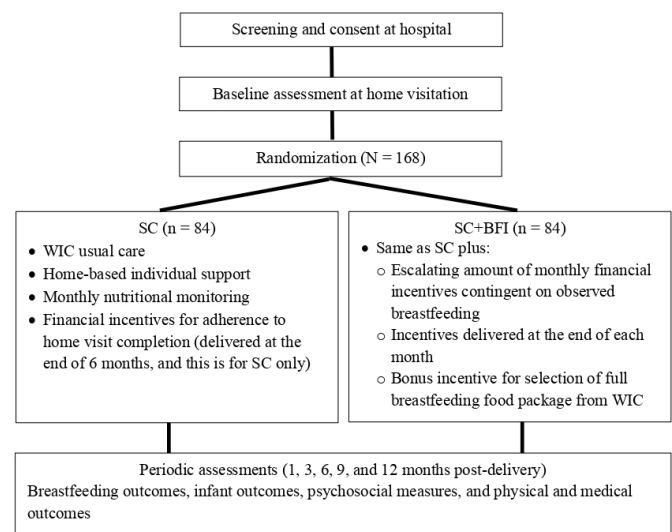 Screening and consent at hospital
Baseline assessment at home visitation
Randomization (N = 168)
SC (n = 84)
• WIC usual care
• Home-based individual support
• Monthly nutritional monitoring
• Financial incentives for adherence to
home visit completion (delivered at the
end of 6 months, and this is for SC only)
SC+BFI (n = 84)
• Same as SC plus:
o Escalating amount of monthly financial
incentives contingent on observed
breastfeeding
o Incentives delivered at the end of each
month
o Bonus incentive for selection of full
breastfeeding food package from WIC
Periodic assessments (1, 3, 6, 9, and 12 months post-delivery)
Breastfeeding outcomes, infant outcomes, psychosocial measures, and physical and medical
outcomes